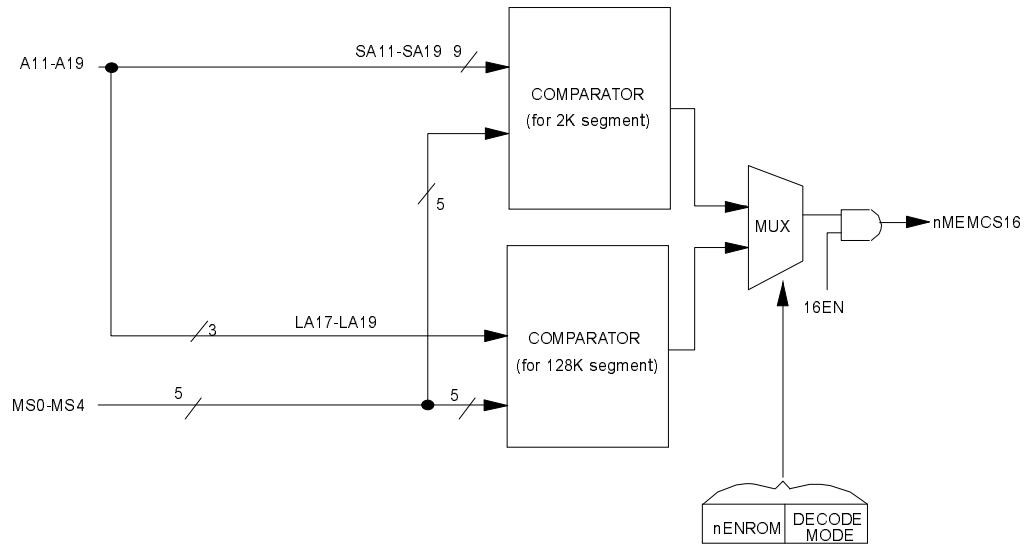 A11-A19
SA11-SA19 9
COMPARATOR
(for 2K segment)
5
MUX
nMEMCS16
16EN
3
LA17-LA19
COMPARATOR
(for 128K segment)
MS0-MS4
5
5
nENROM
DECODE
MODE